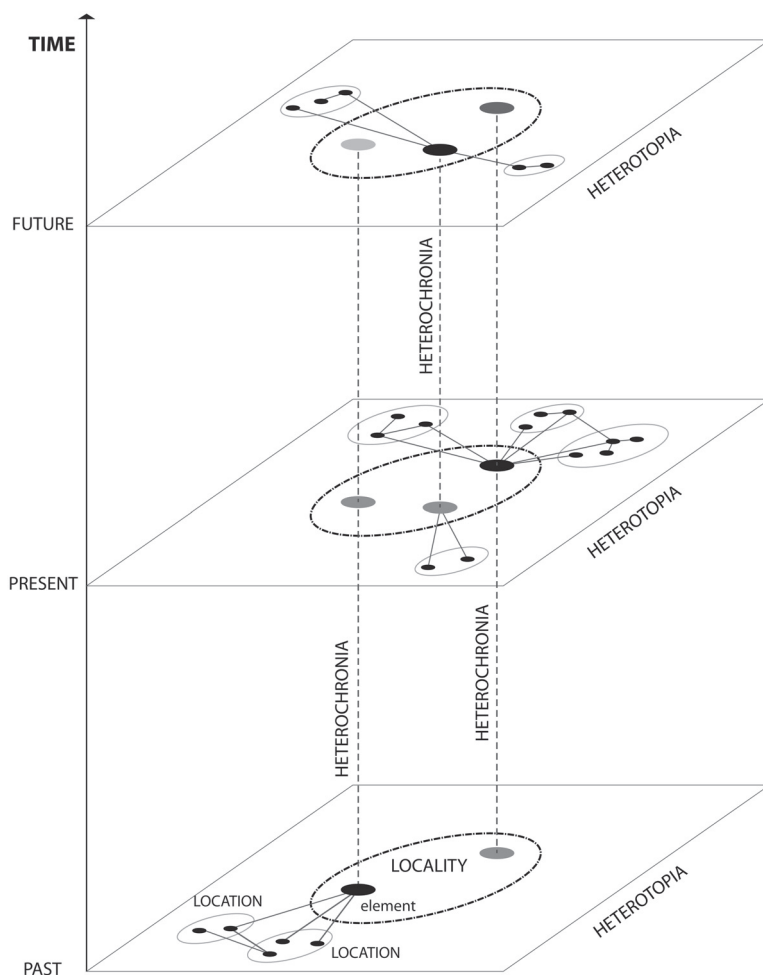 TIME
HETEROTOPIA
FUTURE
HETEROCHRONIA
HETEROTOPIA
PRESENT
HETEROCHRONIA
HETEROCHRONIA
LOCALITY
HETEROTOPIA
LOCATION
element
LOCATION
PAST